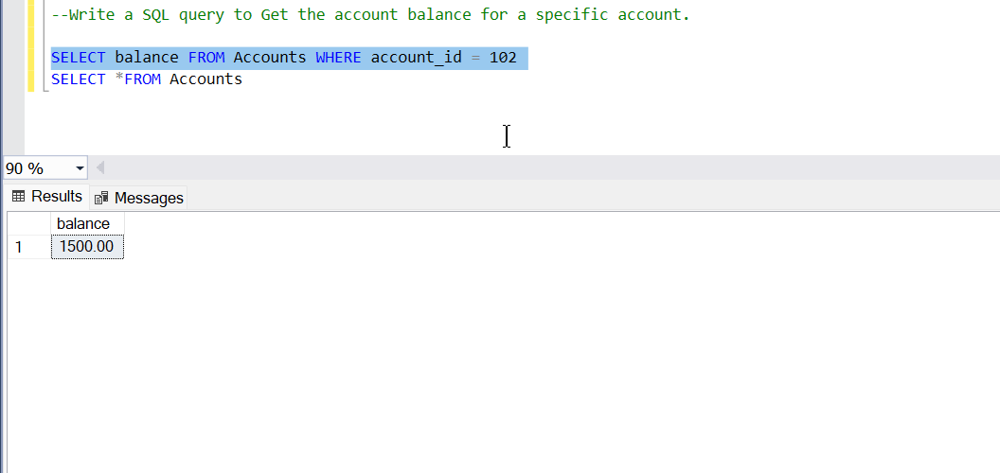 --Write a SQL query to Get the account balance for a specific account.
SELECT balance FROM Accounts WHERE account_id = 102
SELECT *FROM Accounts
90 %
Results Messages
balance
1 1500.00